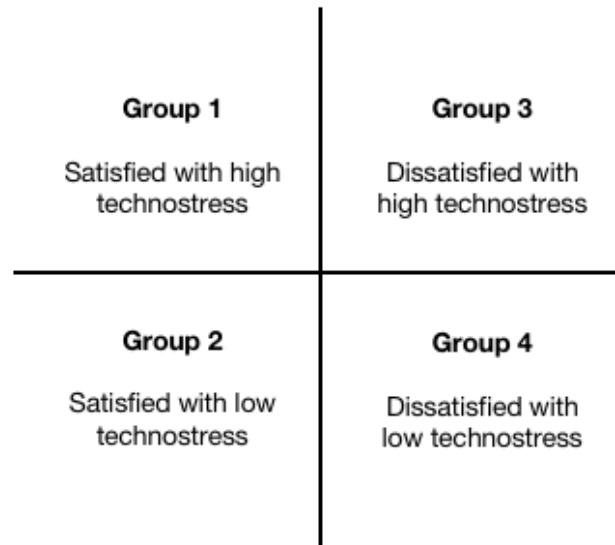 Group 1
Satisfied with high
technostress
Group 3
Dissatisfied with
high technostress
Group 2
Satisfied with low
technostress
Group 4
Dissatisfied with
low technostress